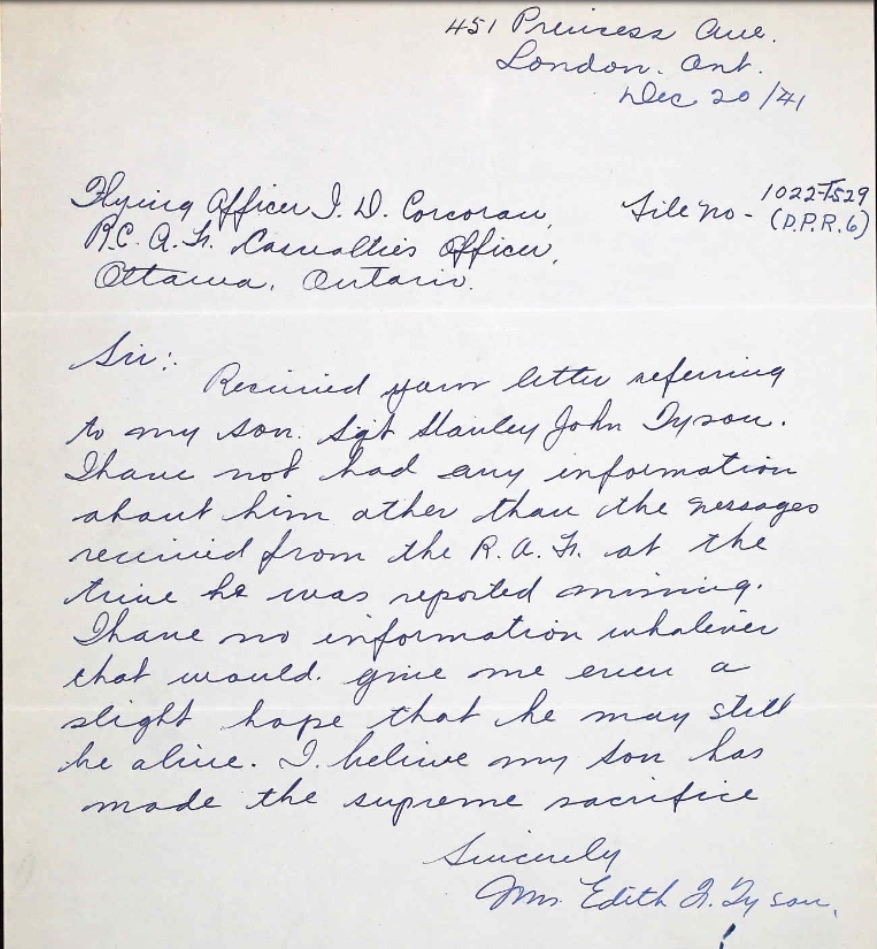 451 Princess Ave.
London. Ont.
Dec 20/41
Flying Officer I. D. Corcoran, File no - 1022-T-529
R.C.A.F. Casualties Officer, (D.P.R.6)
Ottawa, Ontario.
Sir:
Received your letter referring
to my son. Sgt Stanley John Tyson.
I have not had any information
about him other than the messages
received from the R.A.F. at the
time he was reported missing.
I have no information whatever
that would. give me even a
slight hope that he may still
be alive. I believe my son has
made the supreme sacrifice
Sincerely
Mrs. Edith F. Tyson.